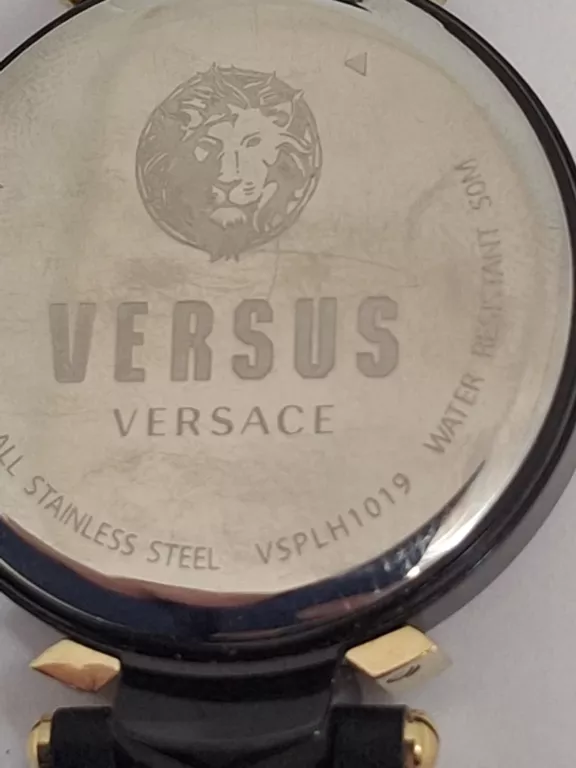 VERSUS
VERSACE
ALL STAINLESS STEEL VSPLH1019 WATER RESISTANT 50M